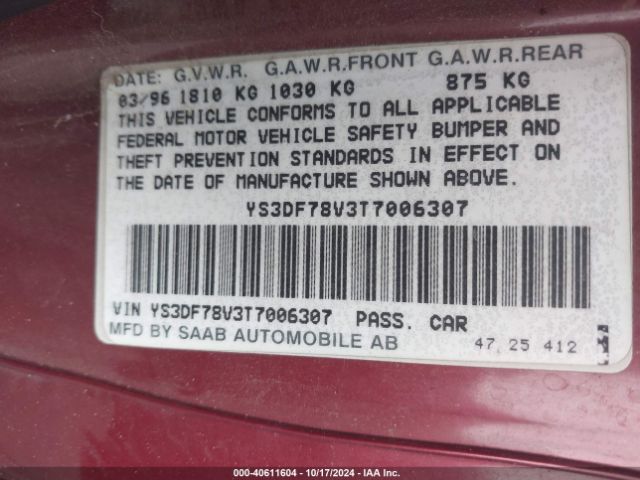 DATE: G.V.W.R. G.A.W.R.FRONT G.A.W.R.REAR
03/96 1810 KG 1030 KG 875 KG
THIS VEHICLE CONFORMS TO ALL APPLICABLE
FEDERAL MOTOR VEHICLE SAFETY BUMPER AND
THEFT PREVENTION STANDARDS IN EFFECT ON
THE DATE OF MANUFACTURE SHOWN ABOVE.
YS3DF78V3T7006307
VIN YS3DF78V3T7006307 PASS. CAR
MFD BY SAAB AUTOMOBILE AB 47 25 412
000-40611604 | 10/17/2024 - IAA Inc.